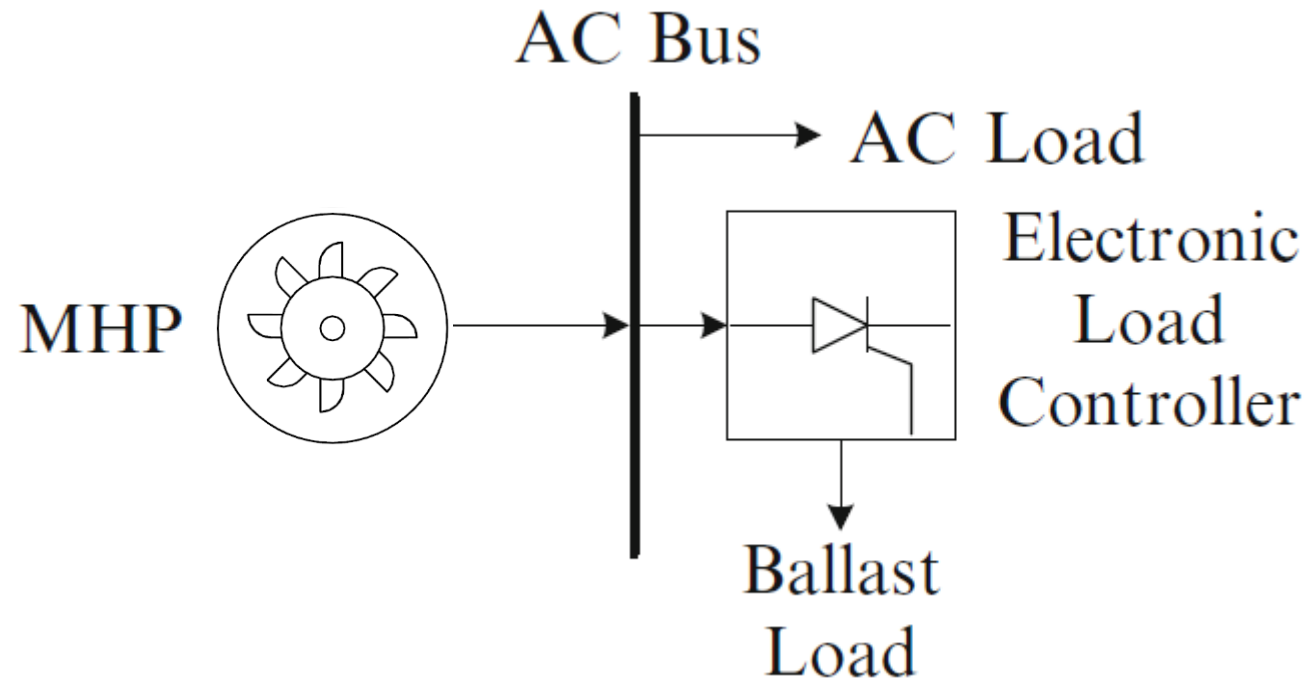 AC Bus
AC Load
Electronic
Load
Controller
MHP
Ballast
Load